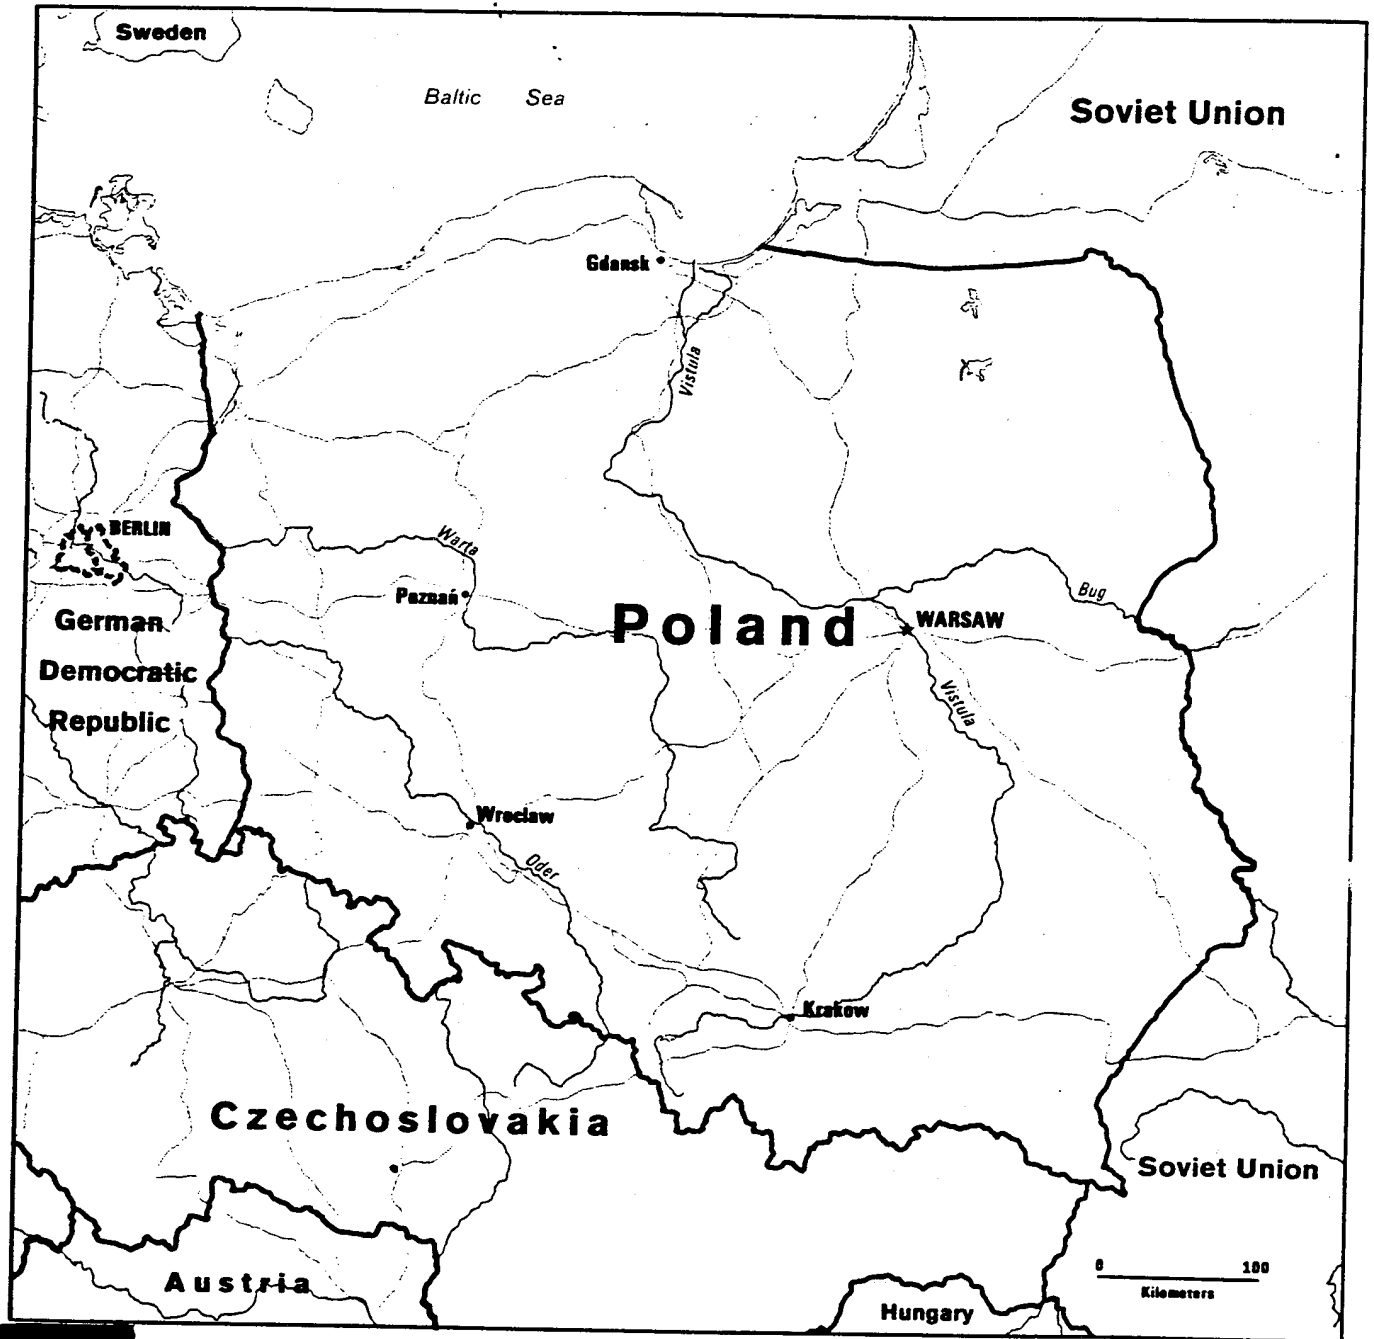 Sweden
Baltic Sea
Soviet Union
Gdansk
Vistula
BERLIN
Warta
Poznań
Bug
German
Democratic
Republic
Poland
WARSAW
Vistula
Wroclaw
Oder
Krakow
Czechoslovakia
Soviet Union
Austria
Hungary
0 100
Kilometers